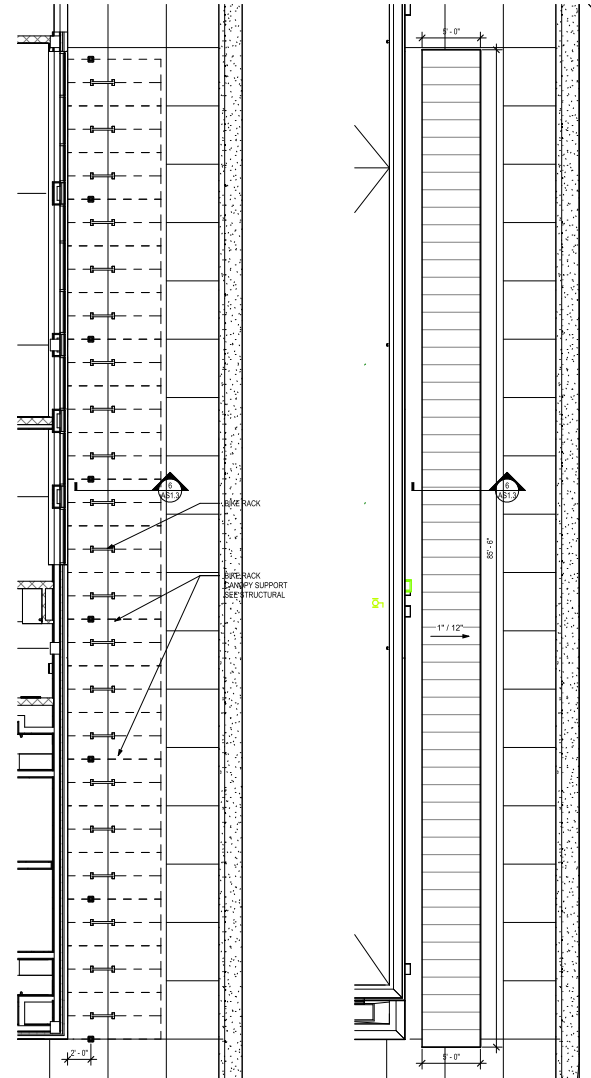 5' - 0"
6
AS1.3
6
AS1.3
BIKE RACK
85' - 6"
BIKE RACK
CANOPY SUPPORT
SEE STRUCTURAL
1" / 12"
2' - 0"
5' - 0"